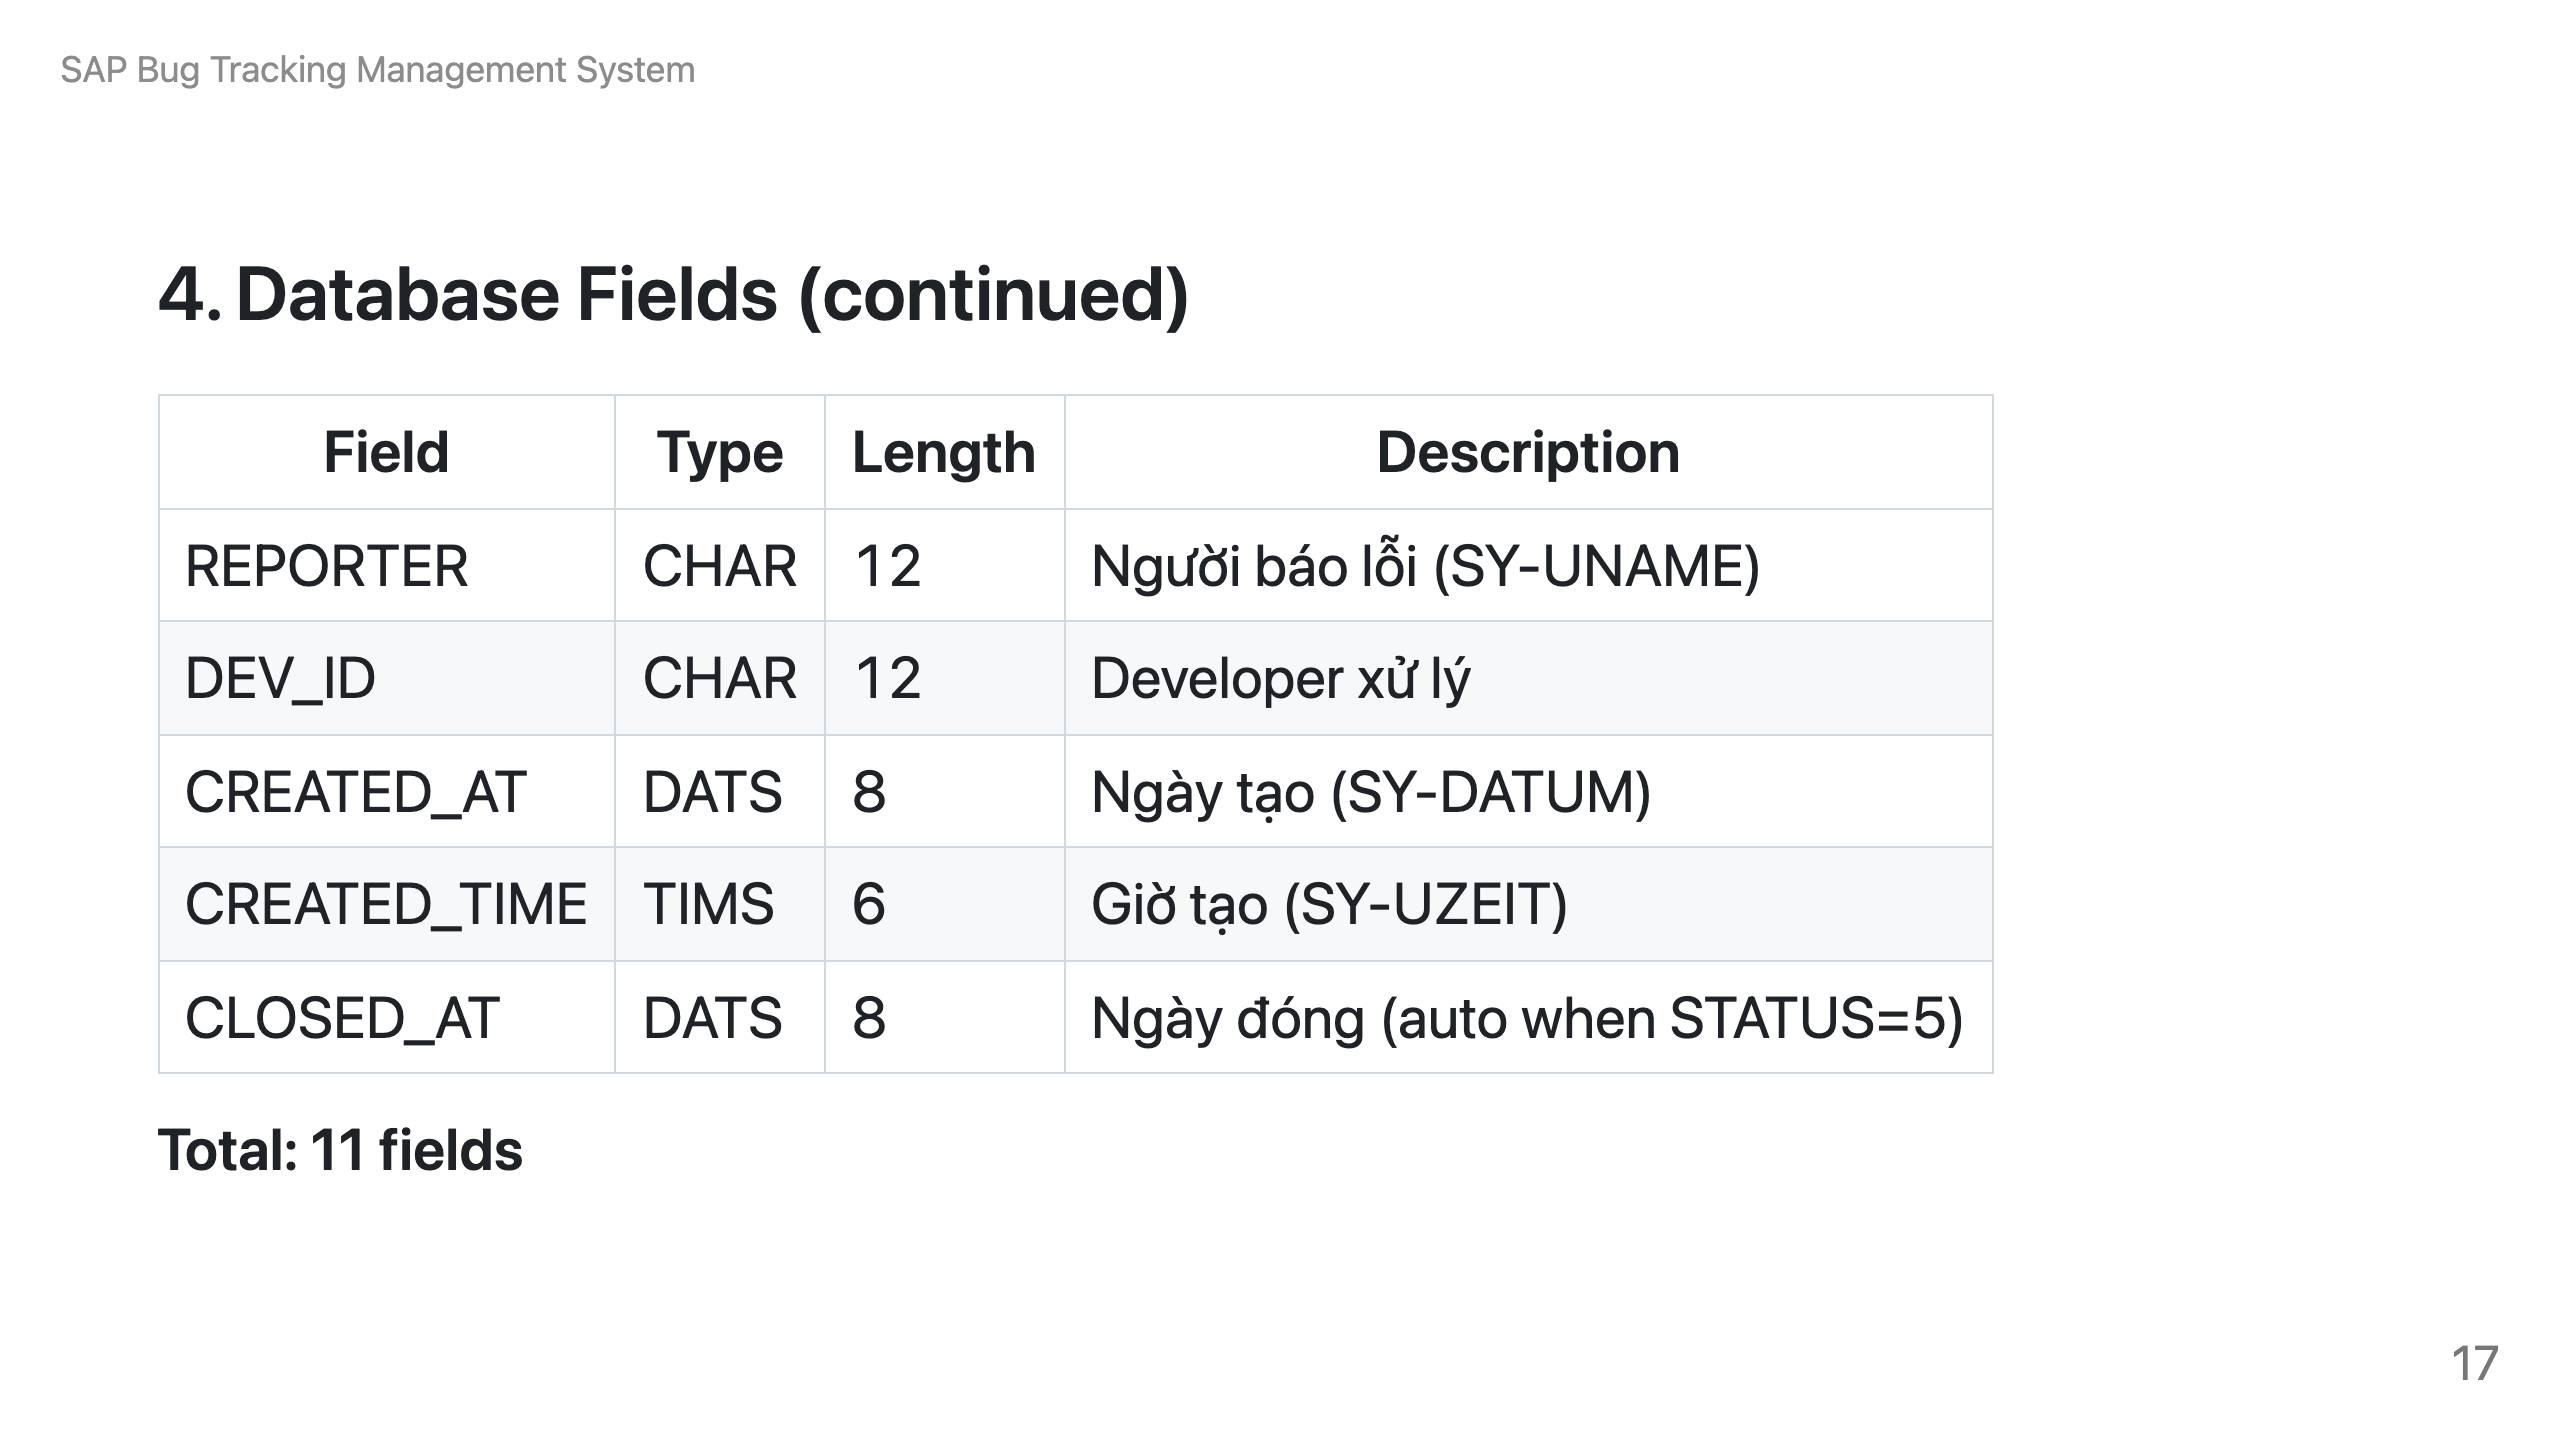 SAP Bug Tracking Management System
4. Database Fields (continued)
Field Type Length Description
REPORTER CHAR 12 Người báo lỗi (SY-UNAME)
DEV_ID CHAR 12 Developer xử lý
CREATED_AT DATS 8 Ngày tạo (SY-DATUM)
CREATED_TIME TIMS 6 Giờ tạo (SY-UZEIT)
CLOSED_AT DATS 8 Ngày đóng (auto when STATUS=5)
Total: 11 fields
17